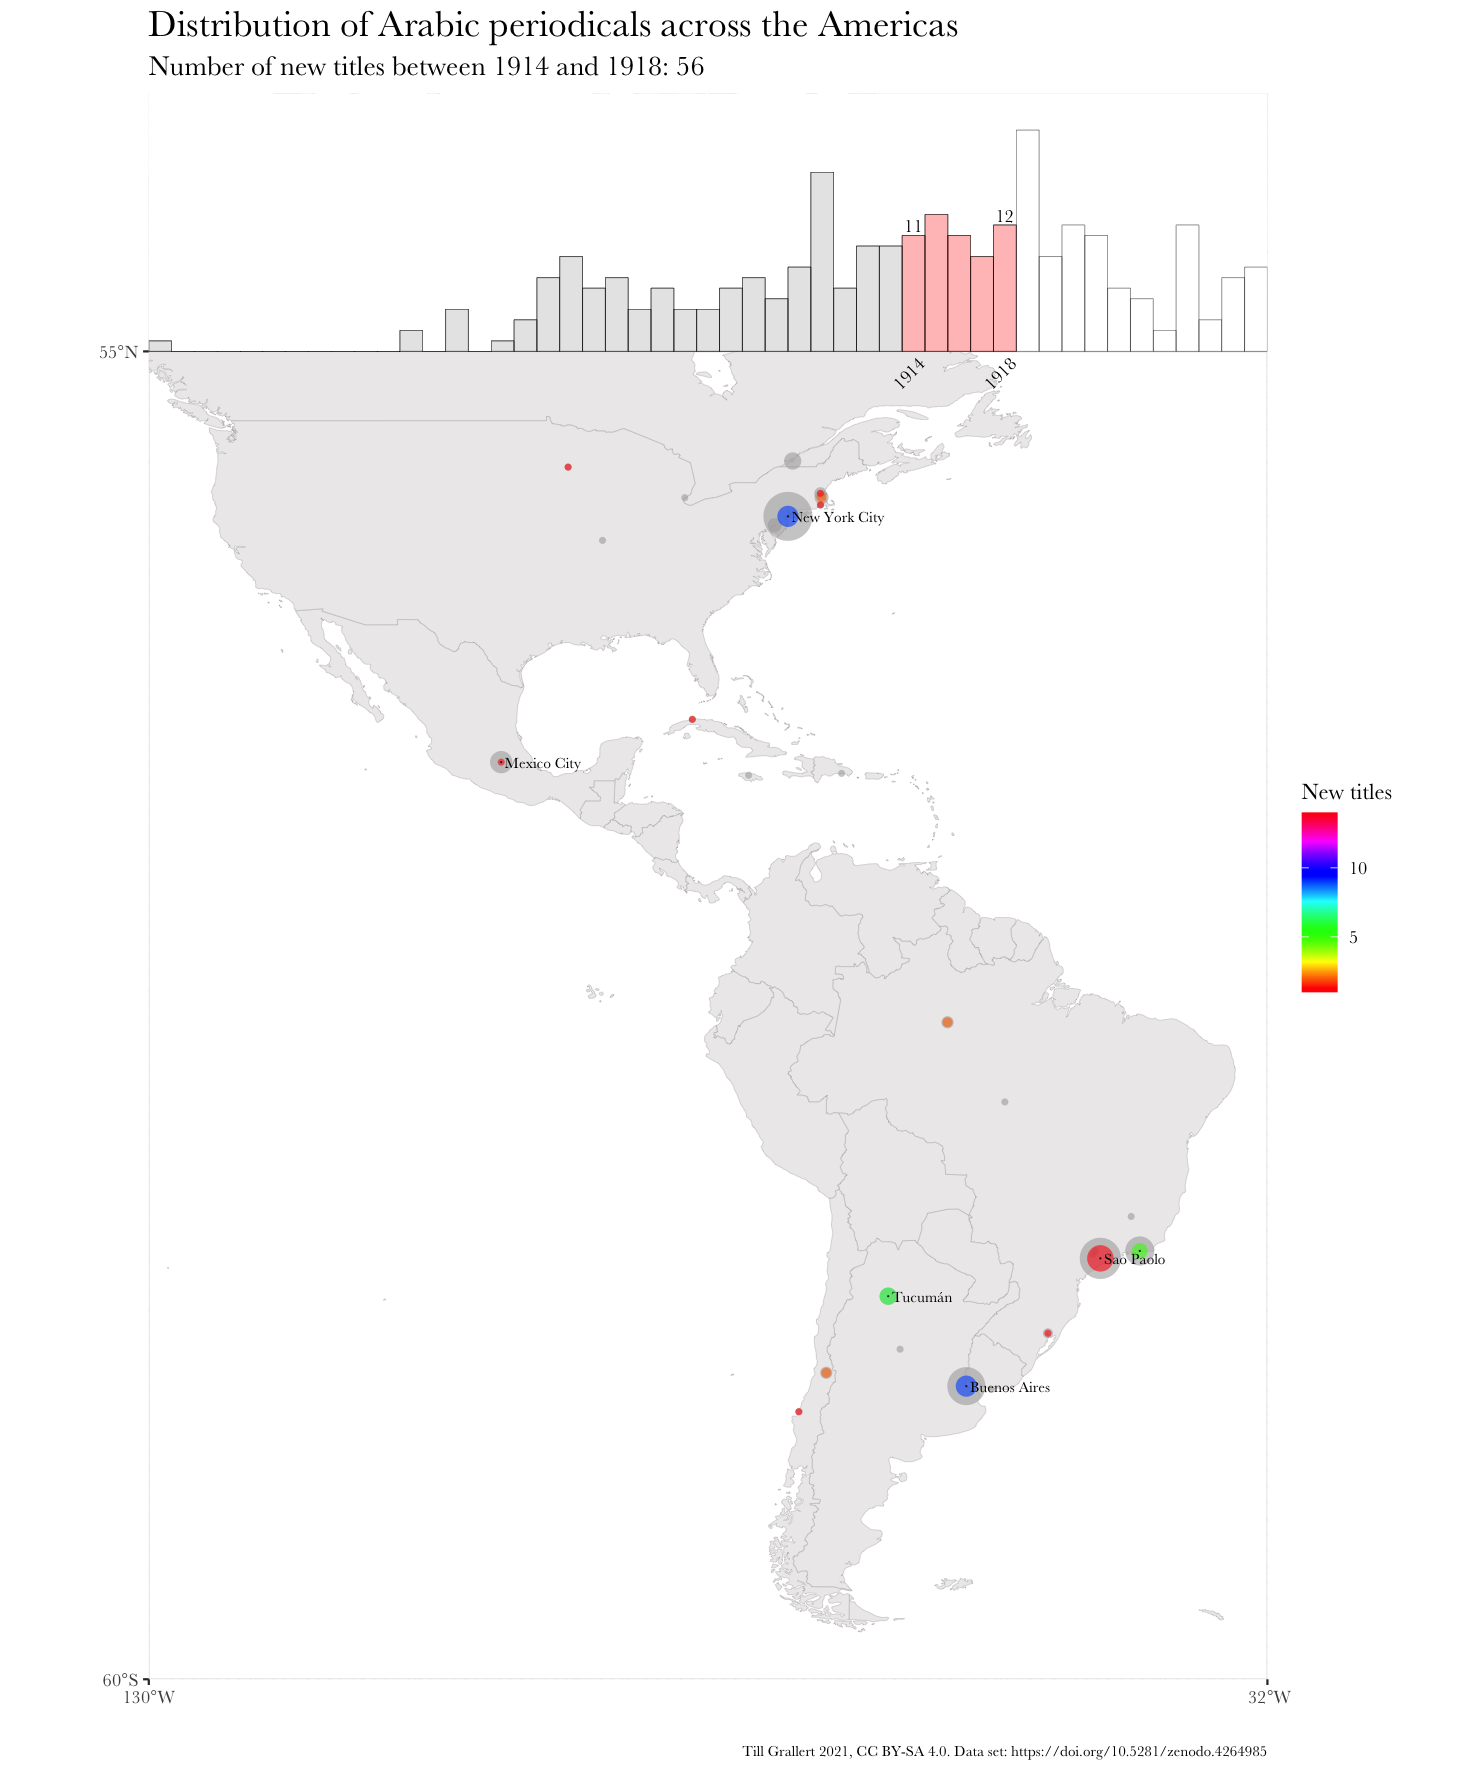 Distribution of Arabic periodicals across the Americas
Number of new titles between 1914 and 1918: 56
11
12
55°N
1914
1918
New York City
Mexico City
New titles
10
5
Sao Paolo
Tucumán
Buenos Aires
60°S
130°W
32°W
Till Grallert 2021, CC BY-SA 4.0. Data set: https://doi.org/10.5281/zenodo.4264985